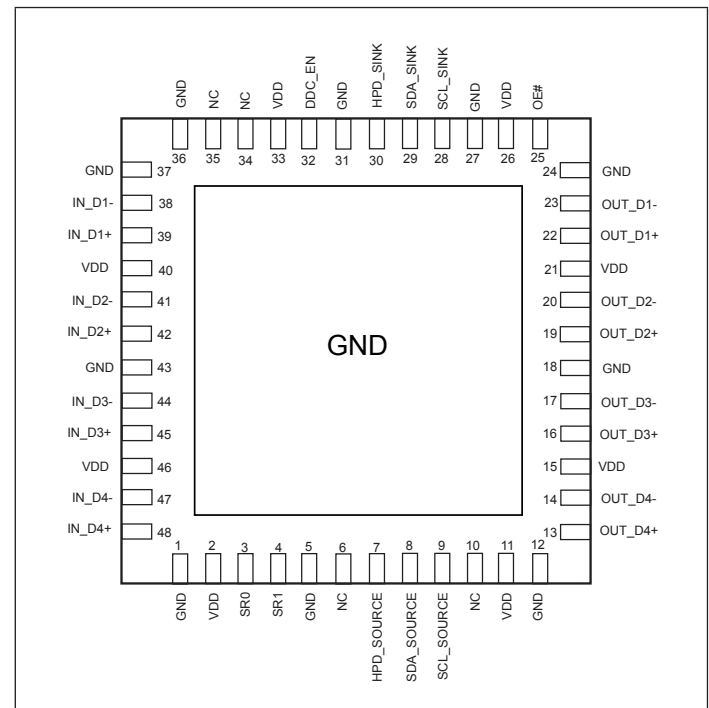 GND NC NC VDD DDC_EN GND HPD_SINK SDA_SINK SCL_SINK GND VDD OE#
36 35 34 33 32 31 30 29 28 27 26 25
GND 37 24 GND
IN_D1- 38 23 OUT_D1-
IN_D1+ 39 22 OUT_D1+
VDD 40 21 VDD
IN_D2- 41 20 OUT_D2-
IN_D2+ 42 19 OUT_D2+
GND
GND 43 18 GND
IN_D3- 44 17 OUT_D3-
IN_D3+ 45 16 OUT_D3+
VDD 46 15 VDD
IN_D4- 47 14 OUT_D4-
IN_D4+ 48 13 OUT_D4+
1 2 3 4 5 6 7 8 9 10 11 12
GND VDD SR0 SR1 GND NC HPD_SOURCE SDA_SOURCE SCL_SOURCE NC VDD GND